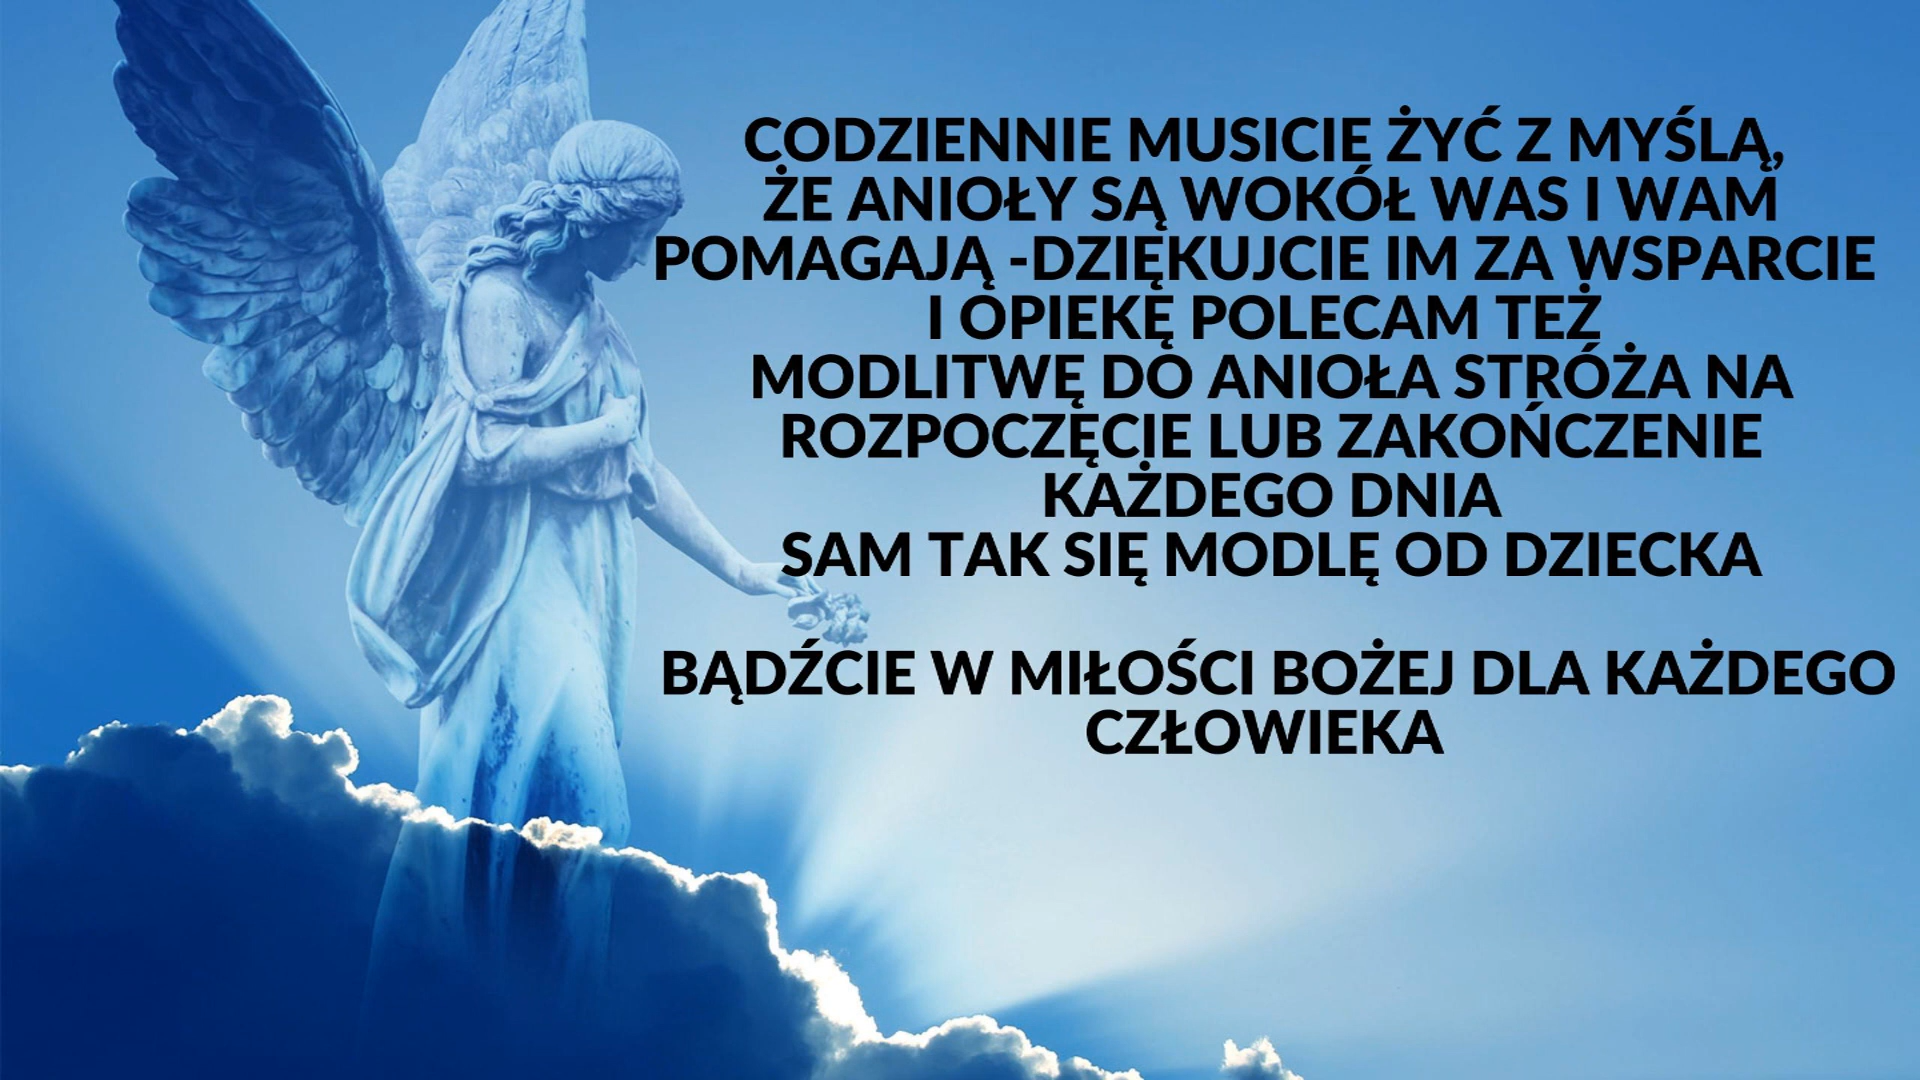 CODZIENNIE MUSICIE ŻYĆ Z MYŚLĄ,
ŻE ANIOŁY SĄ WOKÓŁ WAS I WAM
POMAGAJĄ -DZIĘKUJCIE IM ZA WSPARCIE
I OPIEKĘ POLECAM TEŻ
MODLITWĘ DO ANIOŁA STRÓŻA NA
ROZPOCZĘCIE LUB ZAKOŃCZENIE
KAŻDEGO DNIA
SAM TAK SIĘ MODLĘ OD DZIECKA
BĄDŹCIE W MIŁOŚCI BOŻEJ DLA KAŻDEGO
CZŁOWIEKA